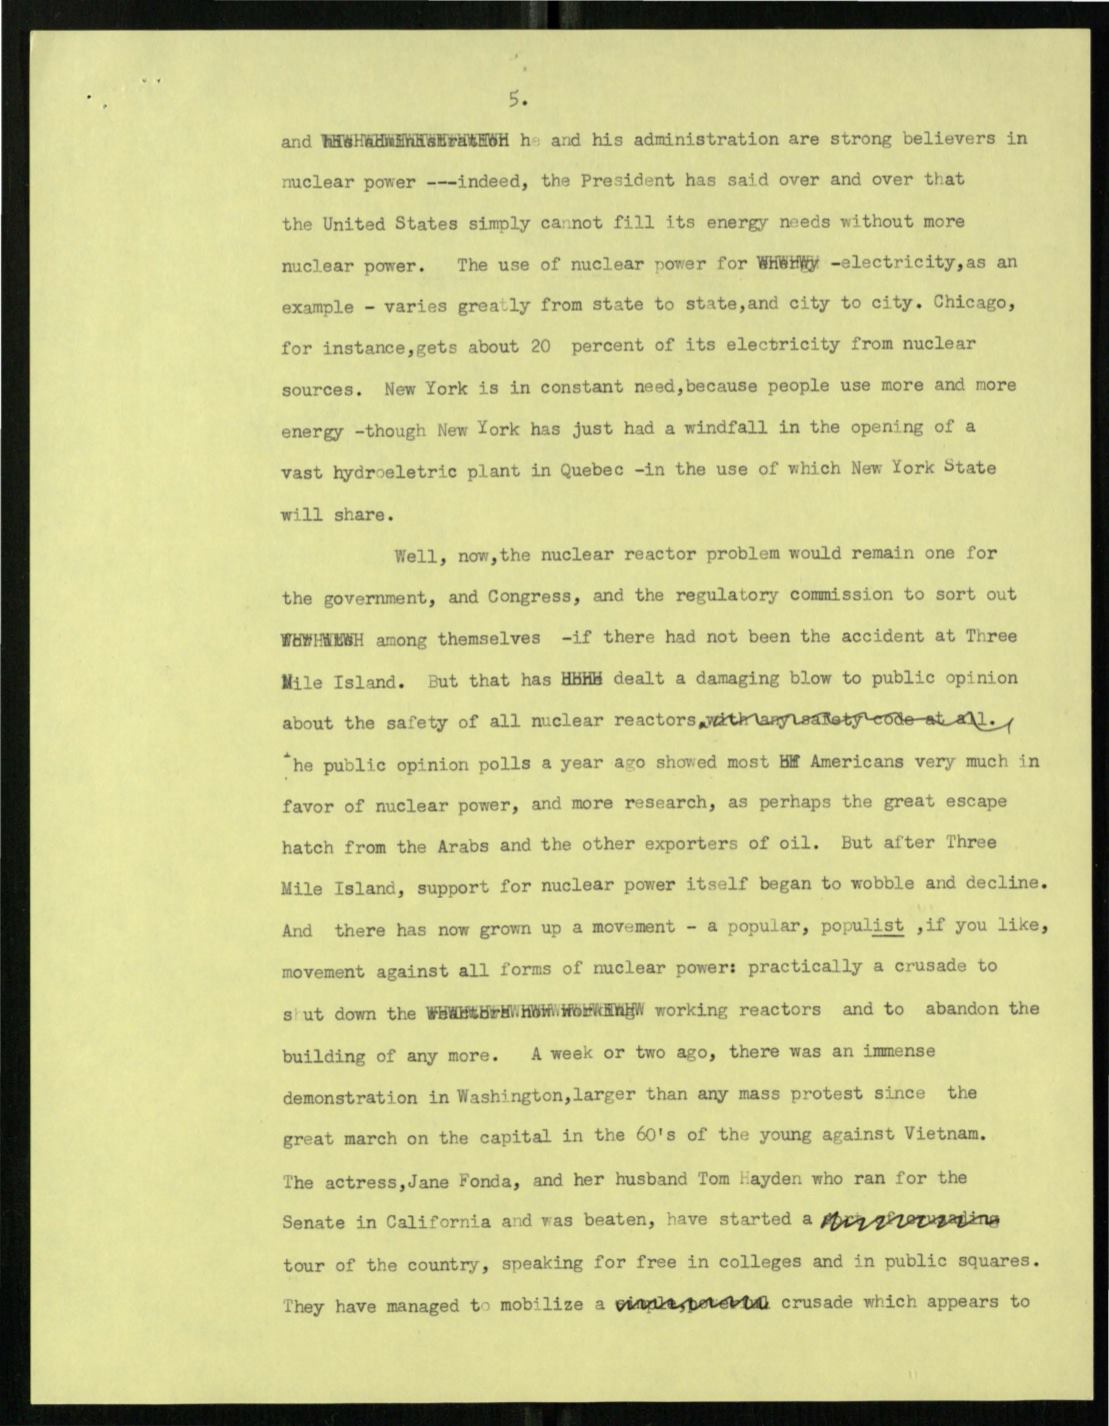 5.
and he and his administration are strong believers in
nuclear power ---indeed, the President has said over and over that
the United States simply cannot fill its energy needs without more
nuclear power. The use of nuclear power for -electricity,as an
example - varies greatly from state to state,and city to city. Chicago,
for instance,gets about 20 percent of its electricity from nuclear
sources. New York is in constant need,because people use more and more
energy -though New York has just had a windfall in the opening of a
vast hydroeletric plant in Quebec -in the use of which New York State
will share.
Well, now,the nuclear reactor problem would remain one for
the government, and Congress, and the regulatory commission to sort out
among themselves -if there had not been the accident at Three
Mile Island. But that has dealt a damaging blow to public opinion
about the safety of all nuclear reactors, with any safety code at all.
he public opinion polls a year ago showed most Americans very much in
favor of nuclear power, and more research, as perhaps the great escape
hatch from the Arabs and the other exporters of oil. But after Three
Mile Island, support for nuclear power itself began to wobble and decline.
And there has now grown up a movement - a popular, populist ,if you like,
movement against all forms of nuclear power: practically a crusade to
shut down the working reactors and to abandon the
building of any more. A week or two ago, there was an immense
demonstration in Washington,larger than any mass protest since the
great march on the capital in the 60's of the young against Vietnam.
The actress,Jane Fonda, and her husband Tom Hayden who ran for the
Senate in California and was beaten, have started a
tour of the country, speaking for free in colleges and in public squares.
They have managed to mobilize a crusade which appears to